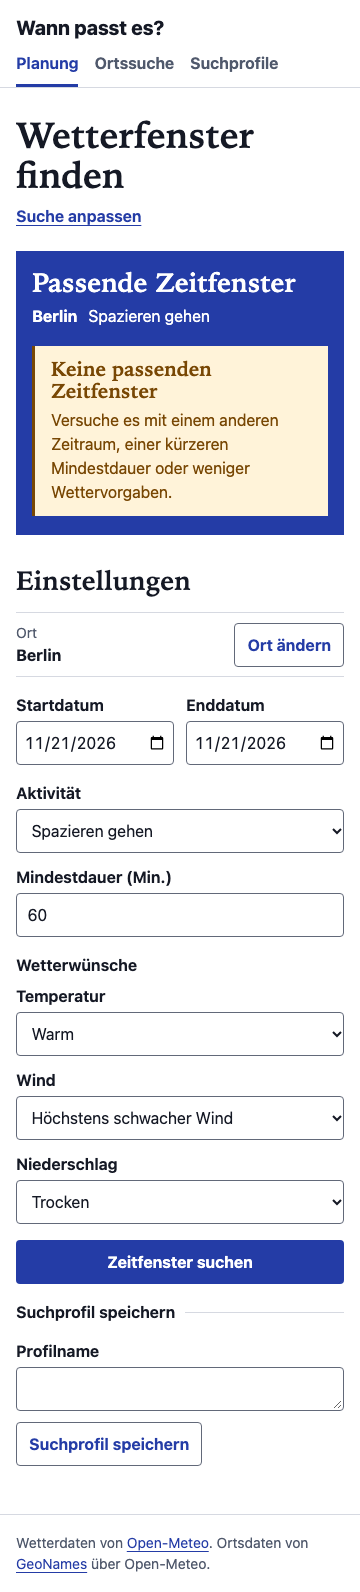 Wann passt es?
Planung Ortssuche Suchprofile
Wetterfenster
finden
Suche anpassen
Passende Zeitfenster
Berlin Spazieren gehen
Keine passenden
Zeitfenster
Versuche es mit einem anderen
Zeitraum, einer kürzeren
Mindestdauer oder weniger
Wettervorgaben.
Einstellungen
Ort
Berlin
Ort ändern
Startdatum Enddatum
11/21/2026 11/21/2026
Aktivität
Spazieren gehen
Mindestdauer (Min.)
60
Wetterwünsche
Temperatur
Warm
Wind
Höchstens schwacher Wind
Niederschlag
Trocken
Zeitfenster suchen
Suchprofil speichern
Profilname
Suchprofil speichern
Wetterdaten von Open-Meteo. Ortsdaten von
GeoNames über Open-Meteo.